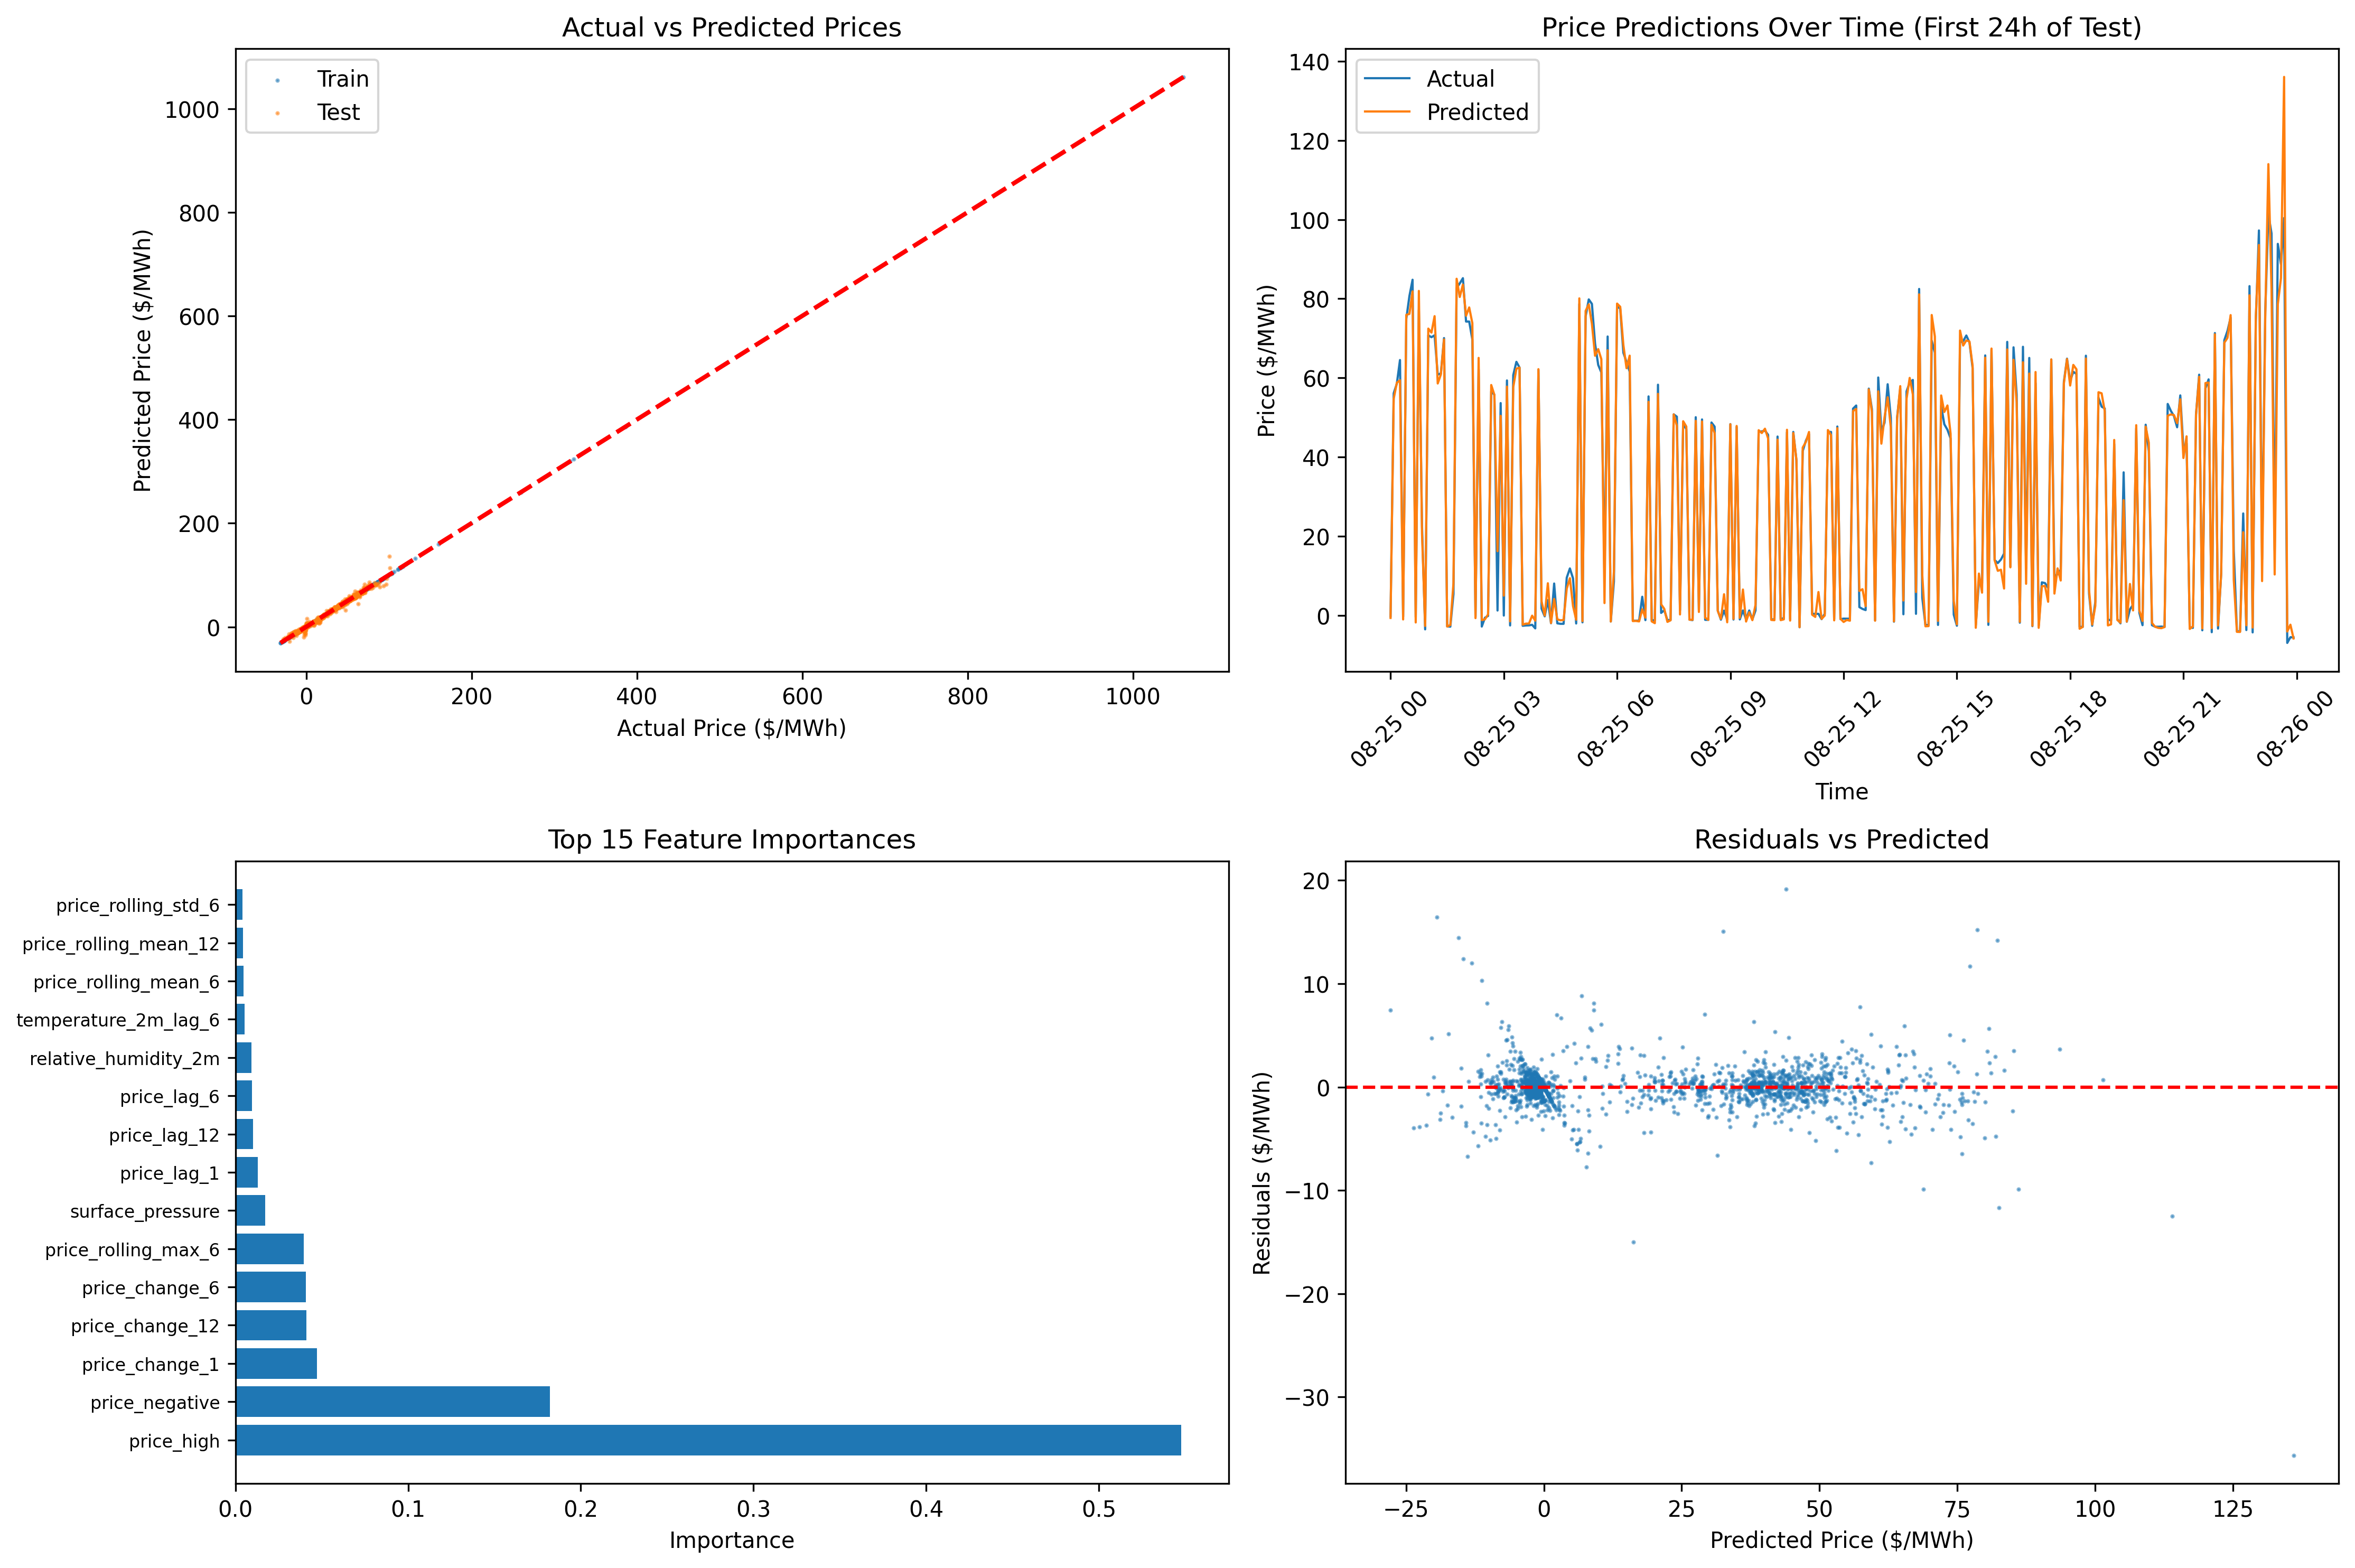 Actual vs Predicted Prices
Train
Test
1000
800
600
400
200
0
Predicted Price ($/MWh)
0 200 400 600 800 1000
Actual Price ($/MWh)
Price Predictions Over Time (First 24h of Test)
Actual
Predicted
140
120
100
80
60
40
20
0
Price ($/MWh)
08-25 00 08-25 03 08-25 06 08-25 09 08-25 12 08-25 15 08-25 18 08-25 21 08-26 00
Time
Top 15 Feature Importances
price_rolling_std_6
price_rolling_mean_12
price_rolling_mean_6
temperature_2m_lag_6
relative_humidity_2m
price_lag_6
price_lag_12
price_lag_1
surface_pressure
price_rolling_max_6
price_change_6
price_change_12
price_change_1
price_negative
price_high
0.0 0.1 0.2 0.3 0.4 0.5
Importance
Residuals vs Predicted
20
10
0
−10
−20
−30
Residuals ($/MWh)
−25 0 25 50 75 100 125
Predicted Price ($/MWh)